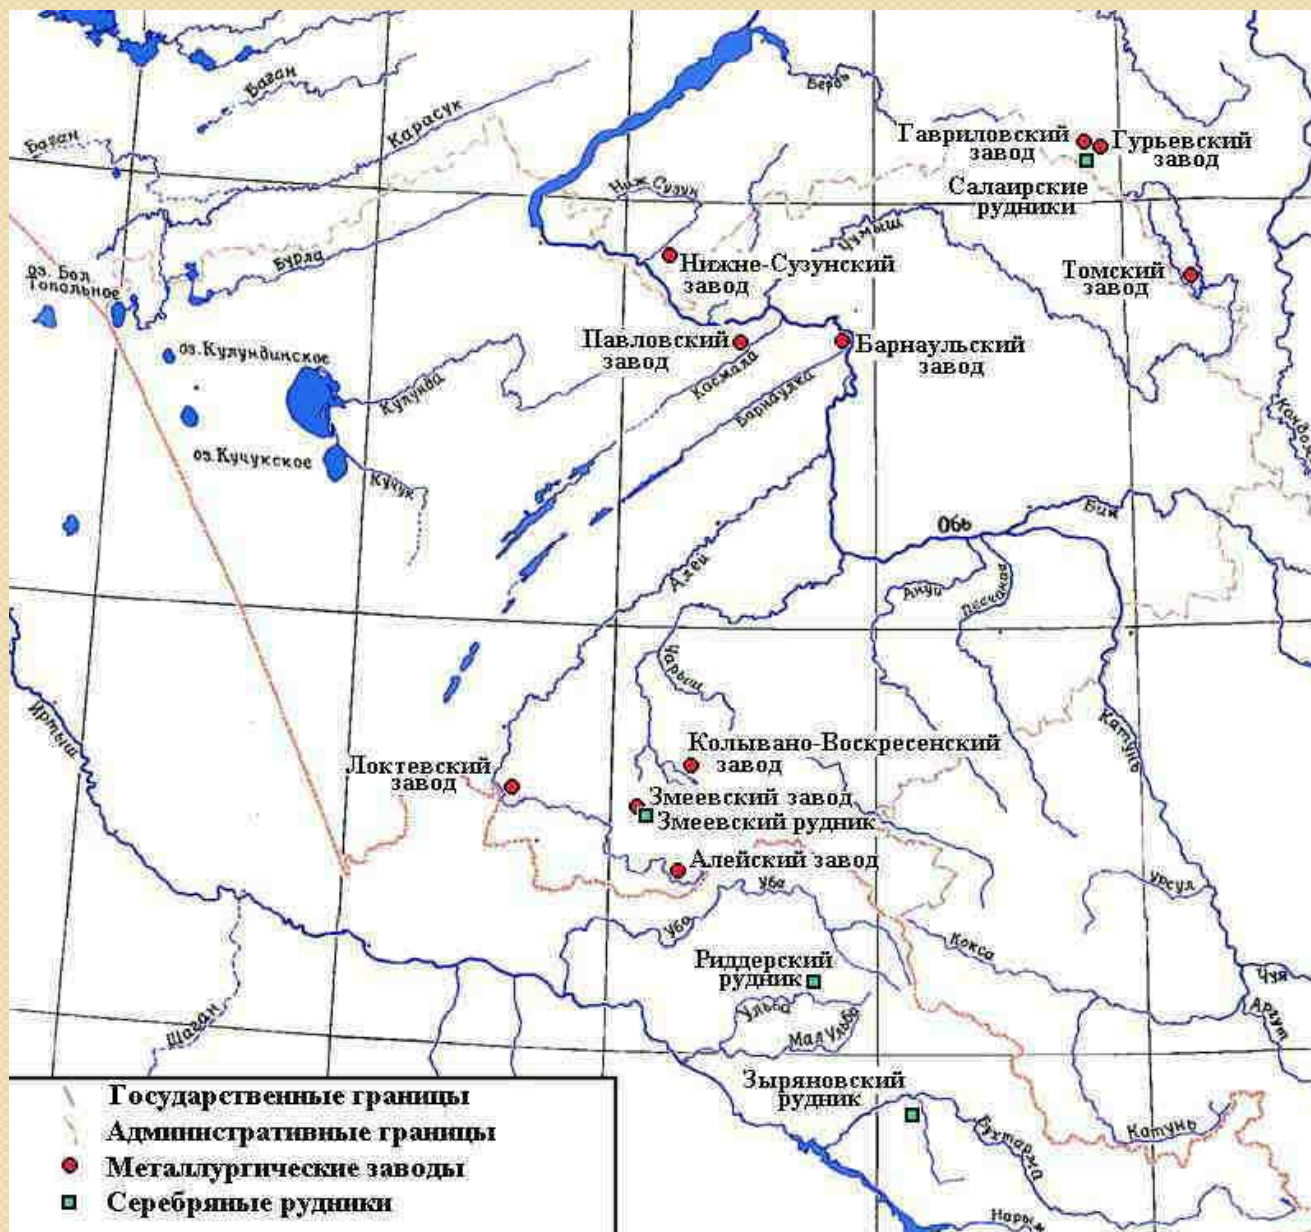 Баган
Карасук
Баган
Бердь
Гавриловский
завод
Гурьевский
завод
Салаирские
рудники
Ниж Сузун
Чумыш
Бурла
оз. Бол
Топольное
Нижне-Сузунский
завод
Томский
завод
Павловский
завод
Барнаульский
завод
оз. Кулундинское
Кулунда
Касмала
Барнаулка
Кондома
оз. Кучукское
Кучук
Обь
Бия
Алей
Ануй
Песчаная
Чарыш
Иртыш
Катунь
Колывано-Воскресенский
завод
Локтевский
завод
Змеевский завод
Змеевский рудник
Алейский завод
Уба
Урсул
Уба
Кокса
Риддерский
рудник
Чуя
Аргут
Ульба
Мал Ульба
Шаган
Зыряновский
рудник
Бухтарма
Катунь
Нарым
Государственные границы
Административные границы
Металлургические заводы
Серебряные рудники